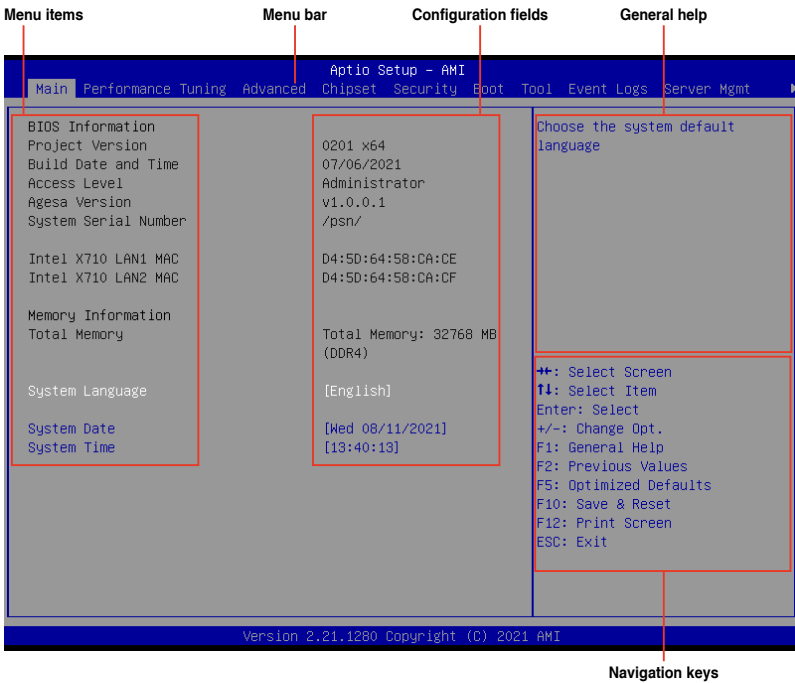 Menu items Menu bar Configuration fields General help
Aptio Setup - AMI
Main Performance Tuning Advanced Chipset Security Boot Tool Event Logs Server Mgmt
BIOS Information
Project Version 0201 x64
Build Date and Time 07/06/2021
Access Level Administrator
Agesa Version v1.0.0.1
System Serial Number /psn/
Intel X710 LAN1 MAC D4:5D:64:58:CA:CE
Intel X710 LAN2 MAC D4:5D:64:58:CA:CF
Memory Information
Total Memory Total Memory: 32768 MB
(DDR4)
System Language [English]
System Date [Wed 08/11/2021]
System Time [13:40:13]
Choose the system default
language
→←: Select Screen
↑↓: Select Item
Enter: Select
+/-: Change Opt.
F1: General Help
F2: Previous Values
F5: Optimized Defaults
F10: Save & Reset
F12: Print Screen
ESC: Exit
Version 2.21.1280 Copyright (C) 2021 AMI
Navigation keys